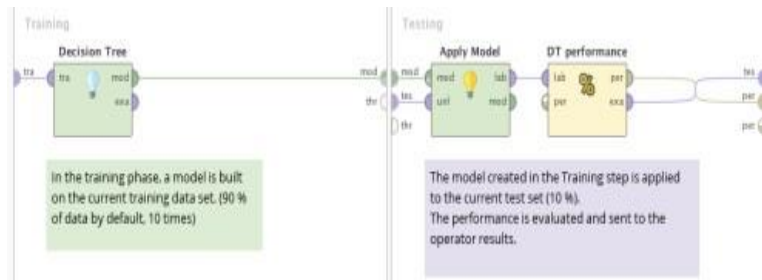 Training
Testing
Decision Tree
Apply Model
DT performance
tra
tra
mod
exa
mod
thr
mod
tes
thr
mod
unl
lab
mod
lab
per
per
exa
tes
per
per
In the training phase, a model is built
on the current training data set. (90 %
of data by default, 10 times)
The model created in the Training step is applied
to the current test set (10 %).
The performance is evaluated and sent to the
operator results.